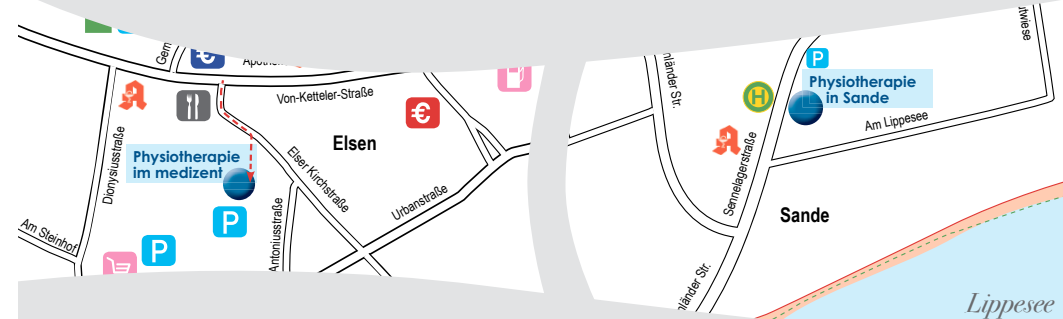 Von-Ketteler-Straße
Elsen
Dionysiusstraße
Physiotherapie
im medizent
Elser Kirchstraße
Urbanstraße
Antoniusstraße
Am Steinhof
P
P
€
€
P
Physiotherapie
in Sande
H
Am Lippesee
Sennelagerstraße
Sande
Lippesee